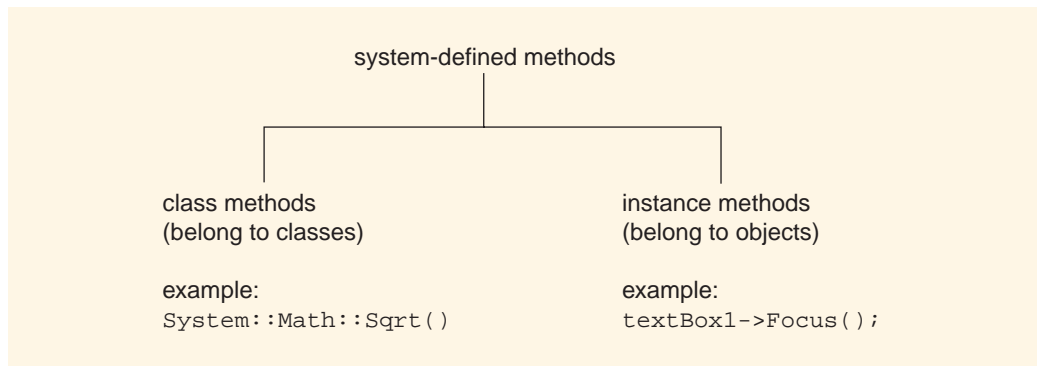 system-defined methods
class methods
(belong to classes)
example:
System::Math::Sqrt()
instance methods
(belong to objects)
example:
textBox1->Focus();